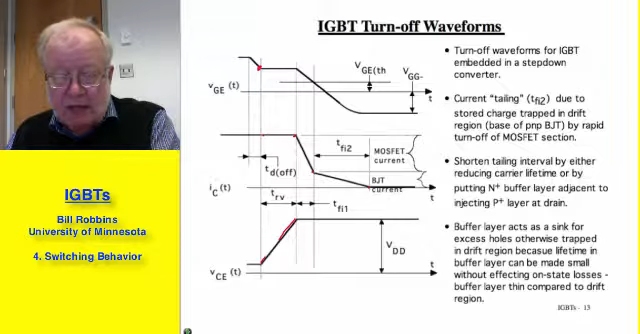 IGBT Turn-off Waveforms
IGBTs
Bill Robbins
University of Minnesota
4. Switching Behavior
vGE (t)
VGE(th
VGG-
t
tfi2
MOSFET
current
td(off)
BJT
current
iC(t)
trv
t
tfi1
VDD
vCE (t)
t
• Turn-off waveforms for IGBT
embedded in a stepdown
converter.
• Current “tailing” (tfi2) due to
stored charge trapped in drift
region (base of pnp BJT) by rapid
turn-off of MOSFET section.
• Shorten tailing interval by either
reducing carrier lifetime or by
putting N+ buffer layer adjacent to
injecting P+ layer at drain.
• Buffer layer acts as a sink for
excess holes otherwise trapped
in drift region becasue lifetime in
buffer layer can be made small
without effecting on-state losses -
buffer layer thin compared to drift
region.
IGBTs - 13